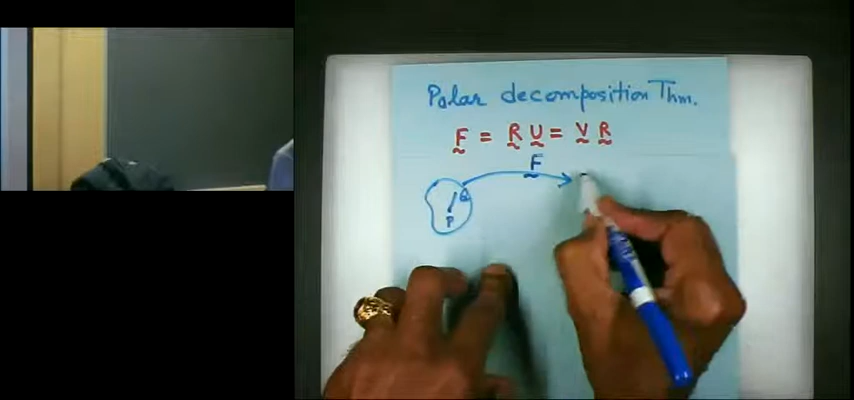 Polar decomposition Thm.
F = R U = V R
F
Q
P